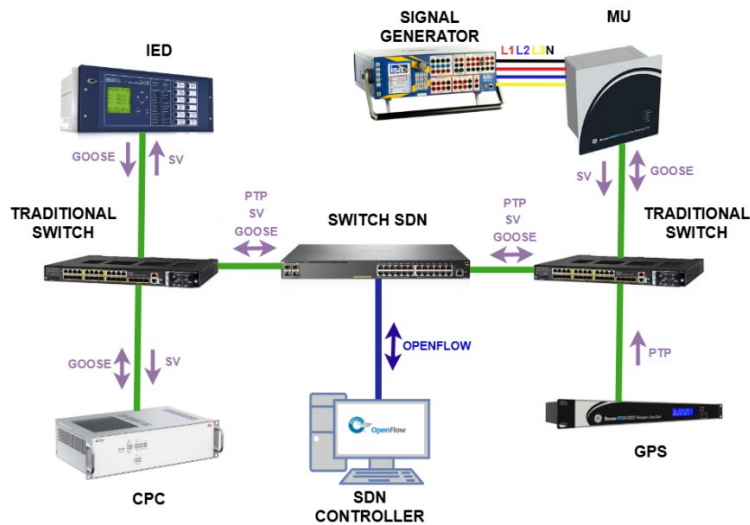 SIGNAL
GENERATOR
MU
IED
L1 L2 L3 N
GOOSE
SV
SV
GOOSE
TRADITIONAL
SWITCH
PTP
SV
GOOSE
SWITCH SDN
PTP
SV
GOOSE
TRADITIONAL
SWITCH
OPENFLOW
GOOSE
SV
PTP
OpenFlow
CPC
SDN
CONTROLLER
GPS